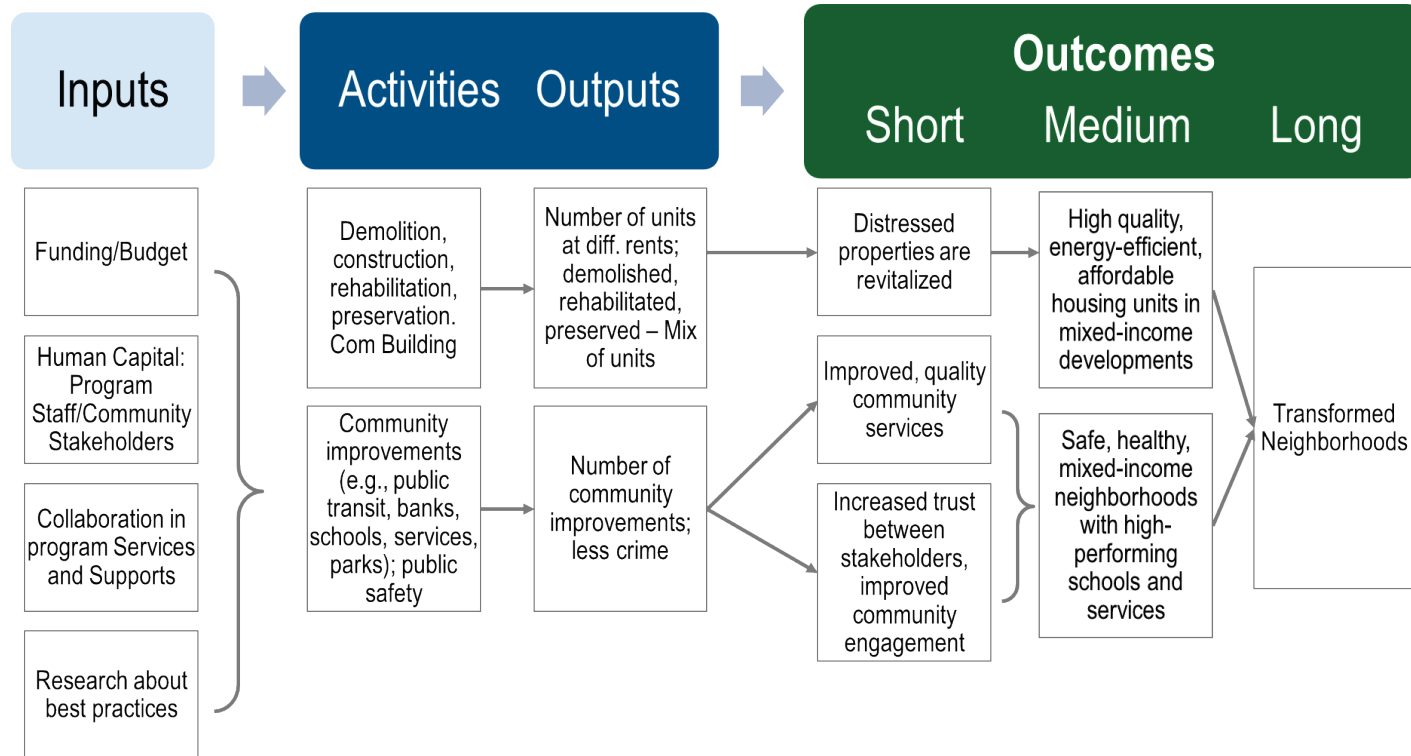 Inputs
Activities
Outputs
Outcomes
Short
Medium
Long
Funding/Budget
Human Capital:
Program
Staff/Community
Stakeholders
Collaboration in
program Services
and Supports
Research about
best practices
Demolition,
construction,
rehabilitation,
preservation.
Com Building
Community
improvements
(e.g., public
transit, banks,
schools, services,
parks); public
safety
Number of units
at diff. rents;
demolished,
rehabilitated,
preserved – Mix
of units
Number of
community
improvements;
less crime
Distressed
properties are
revitalized
Improved, quality
community
services
Increased trust
between
stakeholders,
improved
community
engagement
High quality,
energy-efficient,
affordable
housing units in
mixed-income
developments
Safe, healthy,
mixed-income
neighborhoods
with high-
performing
schools and
services
Transformed
Neighborhoods